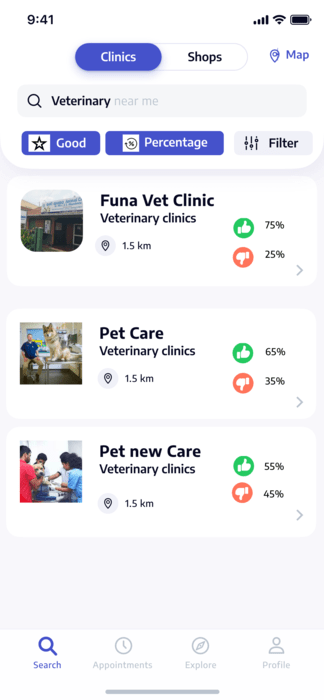 9:41
Clinics
Shops
Map
Veterinary near me
Good
Percentage
Filter
Funa Vet Clinic
Veterinary clinics
75%
1.5 km
25%
Pet Care
Veterinary clinics
65%
1.5 km
35%
Pet new Care
Veterinary clinics
55%
1.5 km
45%
Search
Appointments
Explore
Profile